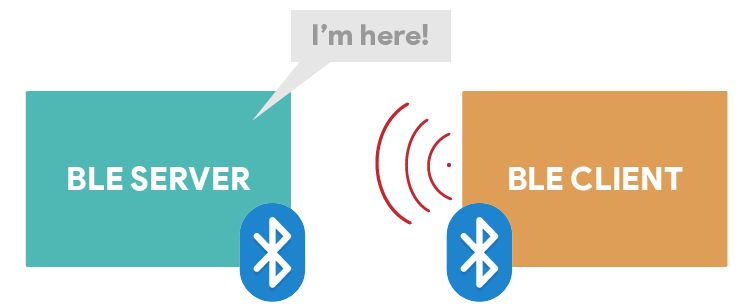 I'm here!
BLE SERVER
BLE CLIENT